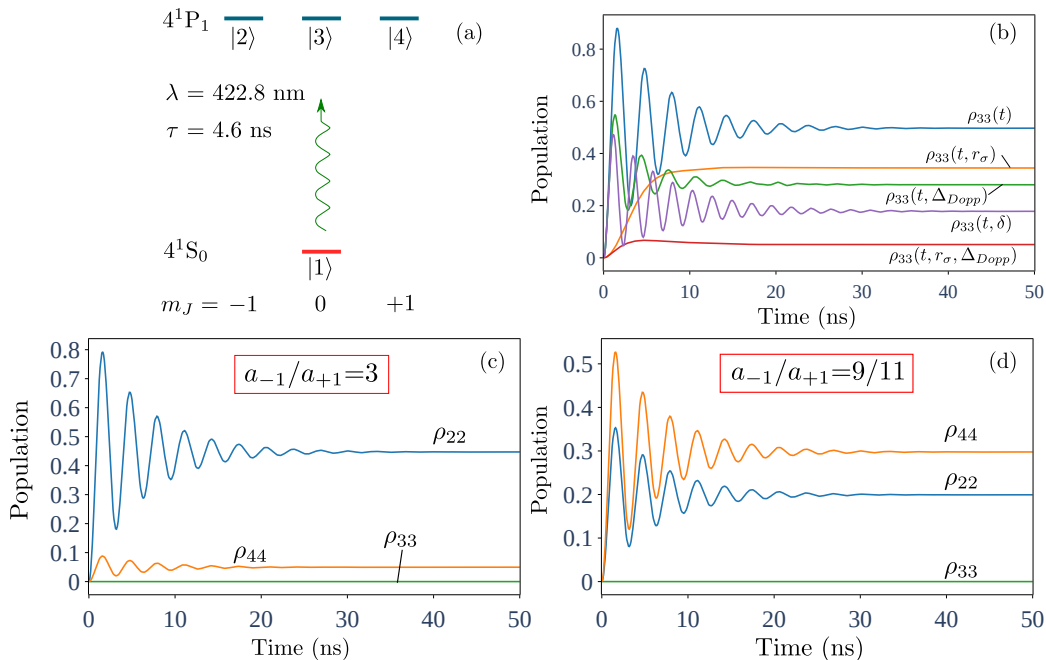 (a)
4¹P₁
|2⟩ |3⟩ |4⟩
λ = 422.8 nm
τ = 4.6 ns
4¹S₀
|1⟩
m_J = −1 0 +1
(b)
Population
0.8
0.6
0.4
0.2
0
ρ₃₃(t)
ρ₃₃(t, r_σ)
ρ₃₃(t, Δ_Dopp)
ρ₃₃(t, δ)
ρ₃₃(t, r_σ, Δ_Dopp)
0 10 20 30 40 50
Time (ns)
(c)
a₋₁/a₊₁=3
Population
0.8
0.7
0.6
0.5
0.4
0.3
0.2
0.1
0
ρ₂₂
ρ₄₄
ρ₃₃
0 10 20 30 40 50
Time (ns)
(d)
a₋₁/a₊₁=9/11
Population
0.5
0.4
0.3
0.2
0.1
0
ρ₄₄
ρ₂₂
ρ₃₃
0 10 20 30 40 50
Time (ns)